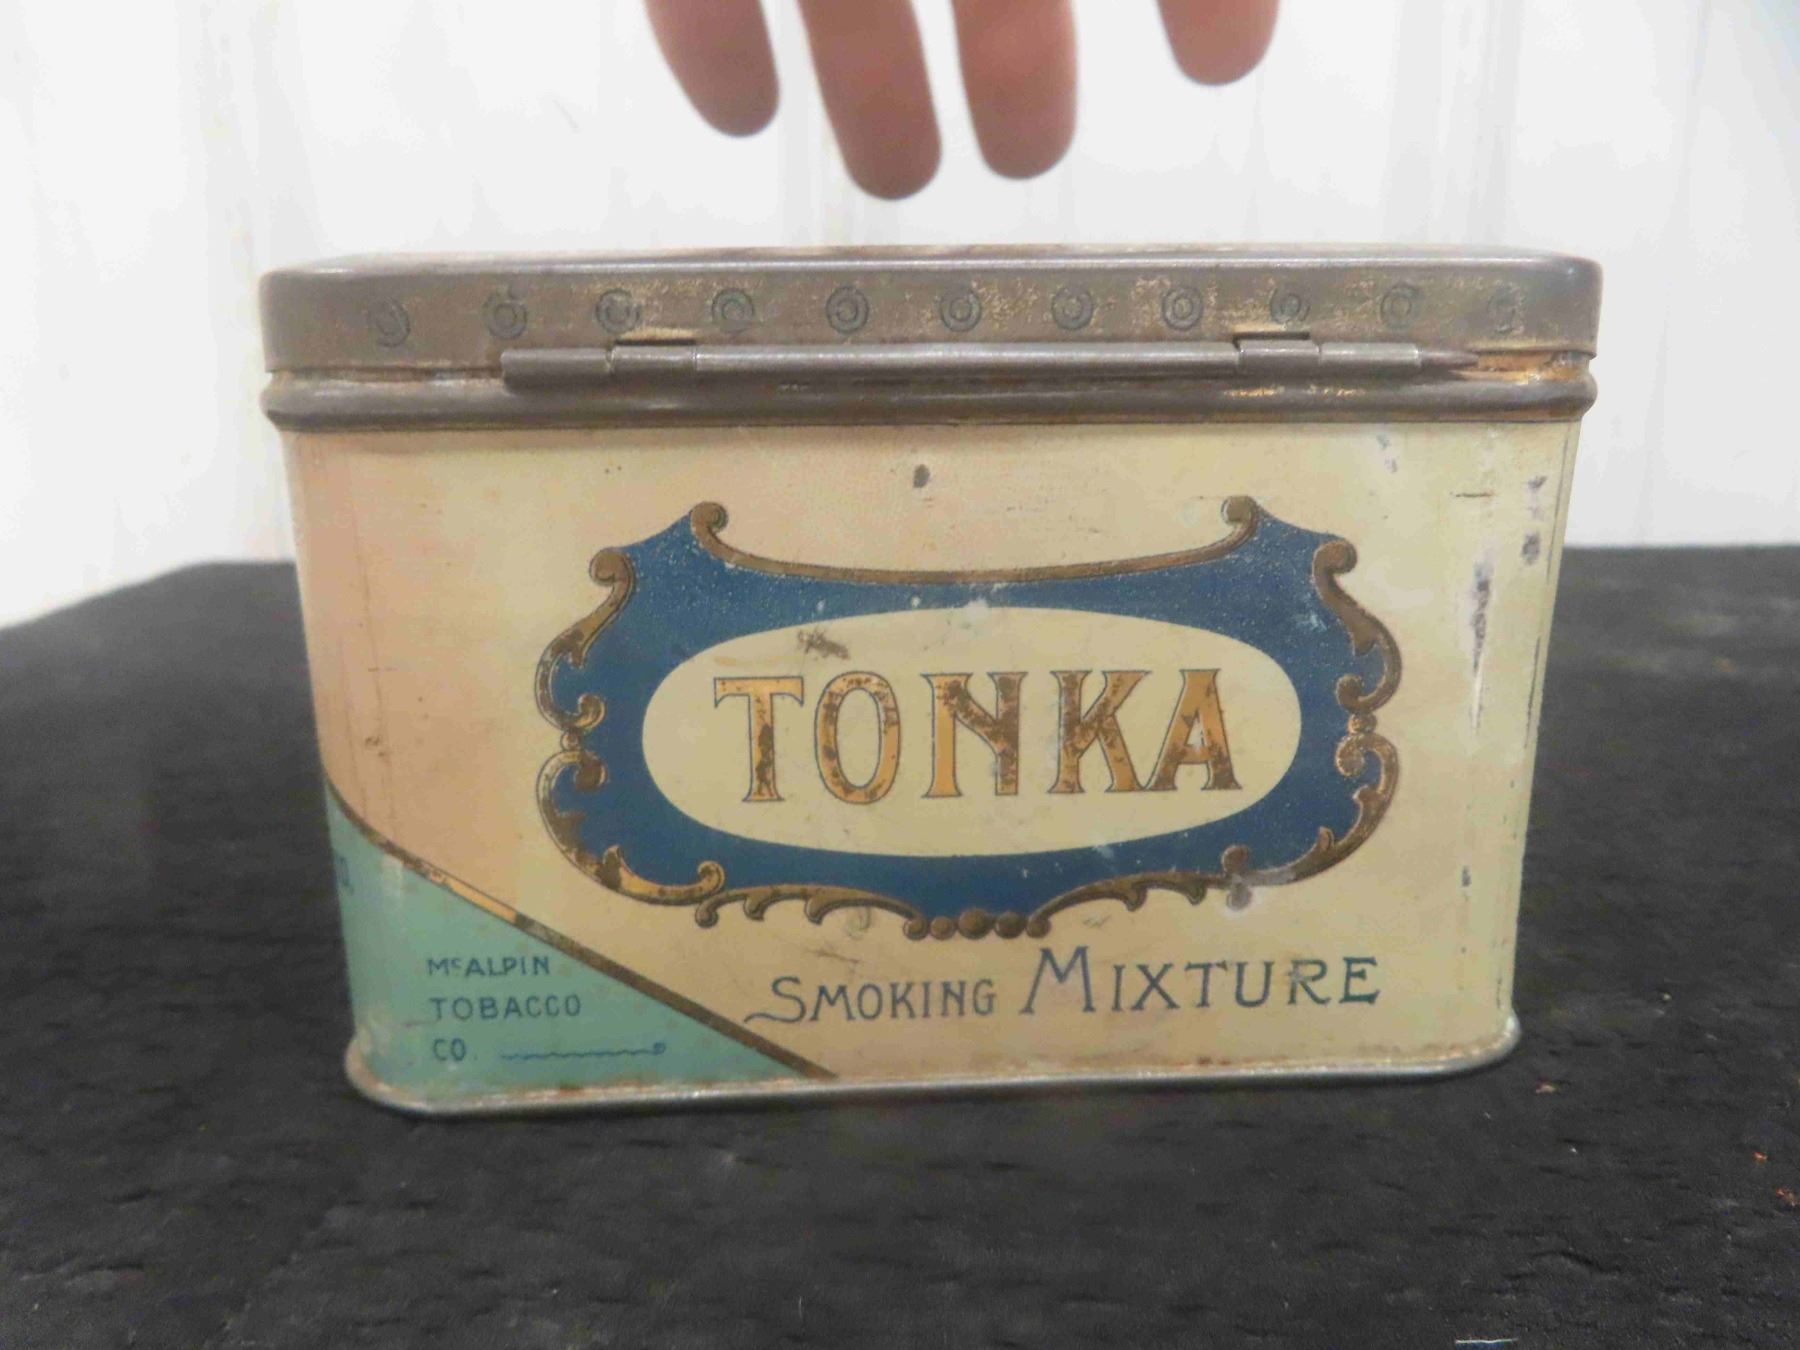 TONKA
SMOKING MIXTURE
McALPIN
TOBACCO
CO.